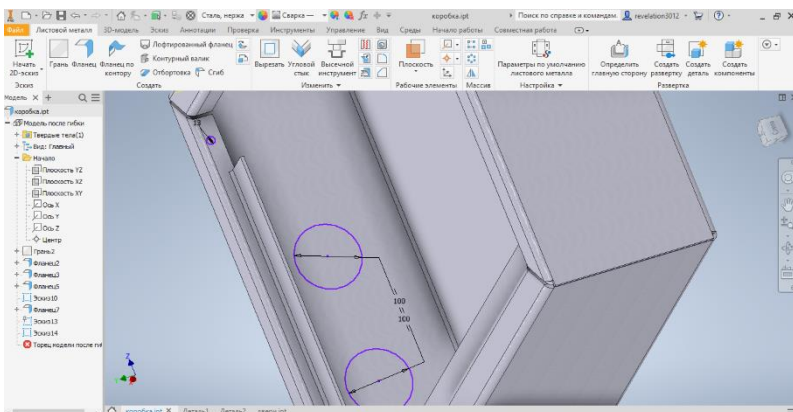 Сталь, нержа
Сварка —
коробка.ipt
Поиск по справке и командам.
revelation3012
Файл Листовой металл 3D-модель Эскиз Аннотации Проверка Инструменты Управление Вид Среды Начало работы Совместная работа
Начать 2D-эскиз
Грань
Фланец
Фланец по контору
Лофтированный фланец
Контурный валик
Отбортовка
Сгиб
Вырезать
Угловой стык
Высечной инструмент
Плоскость
Параметры по умолчанию листового металла
Определить главную сторону
Создать развертку
Создать деталь
Создать компоненты
Эскиз
Создать
Изменить
Рабочие элементы
Массив
Настройка
Развертка
Модель
коробка.ipt
Модель после гибки
Твердые тела(1)
Вид: Главный
Начало
Плоскость YZ
Плоскость XZ
Плоскость XY
Ось X
Ось Y
Ось Z
Центр
Грань2
Фланец2
Фланец3
Фланец5
Эскиз10
Фланец7
Эскиз13
Эскиз14
Торец модели после ги
13
100
100
Z
коробка.ipt
Деталь1
Деталь2